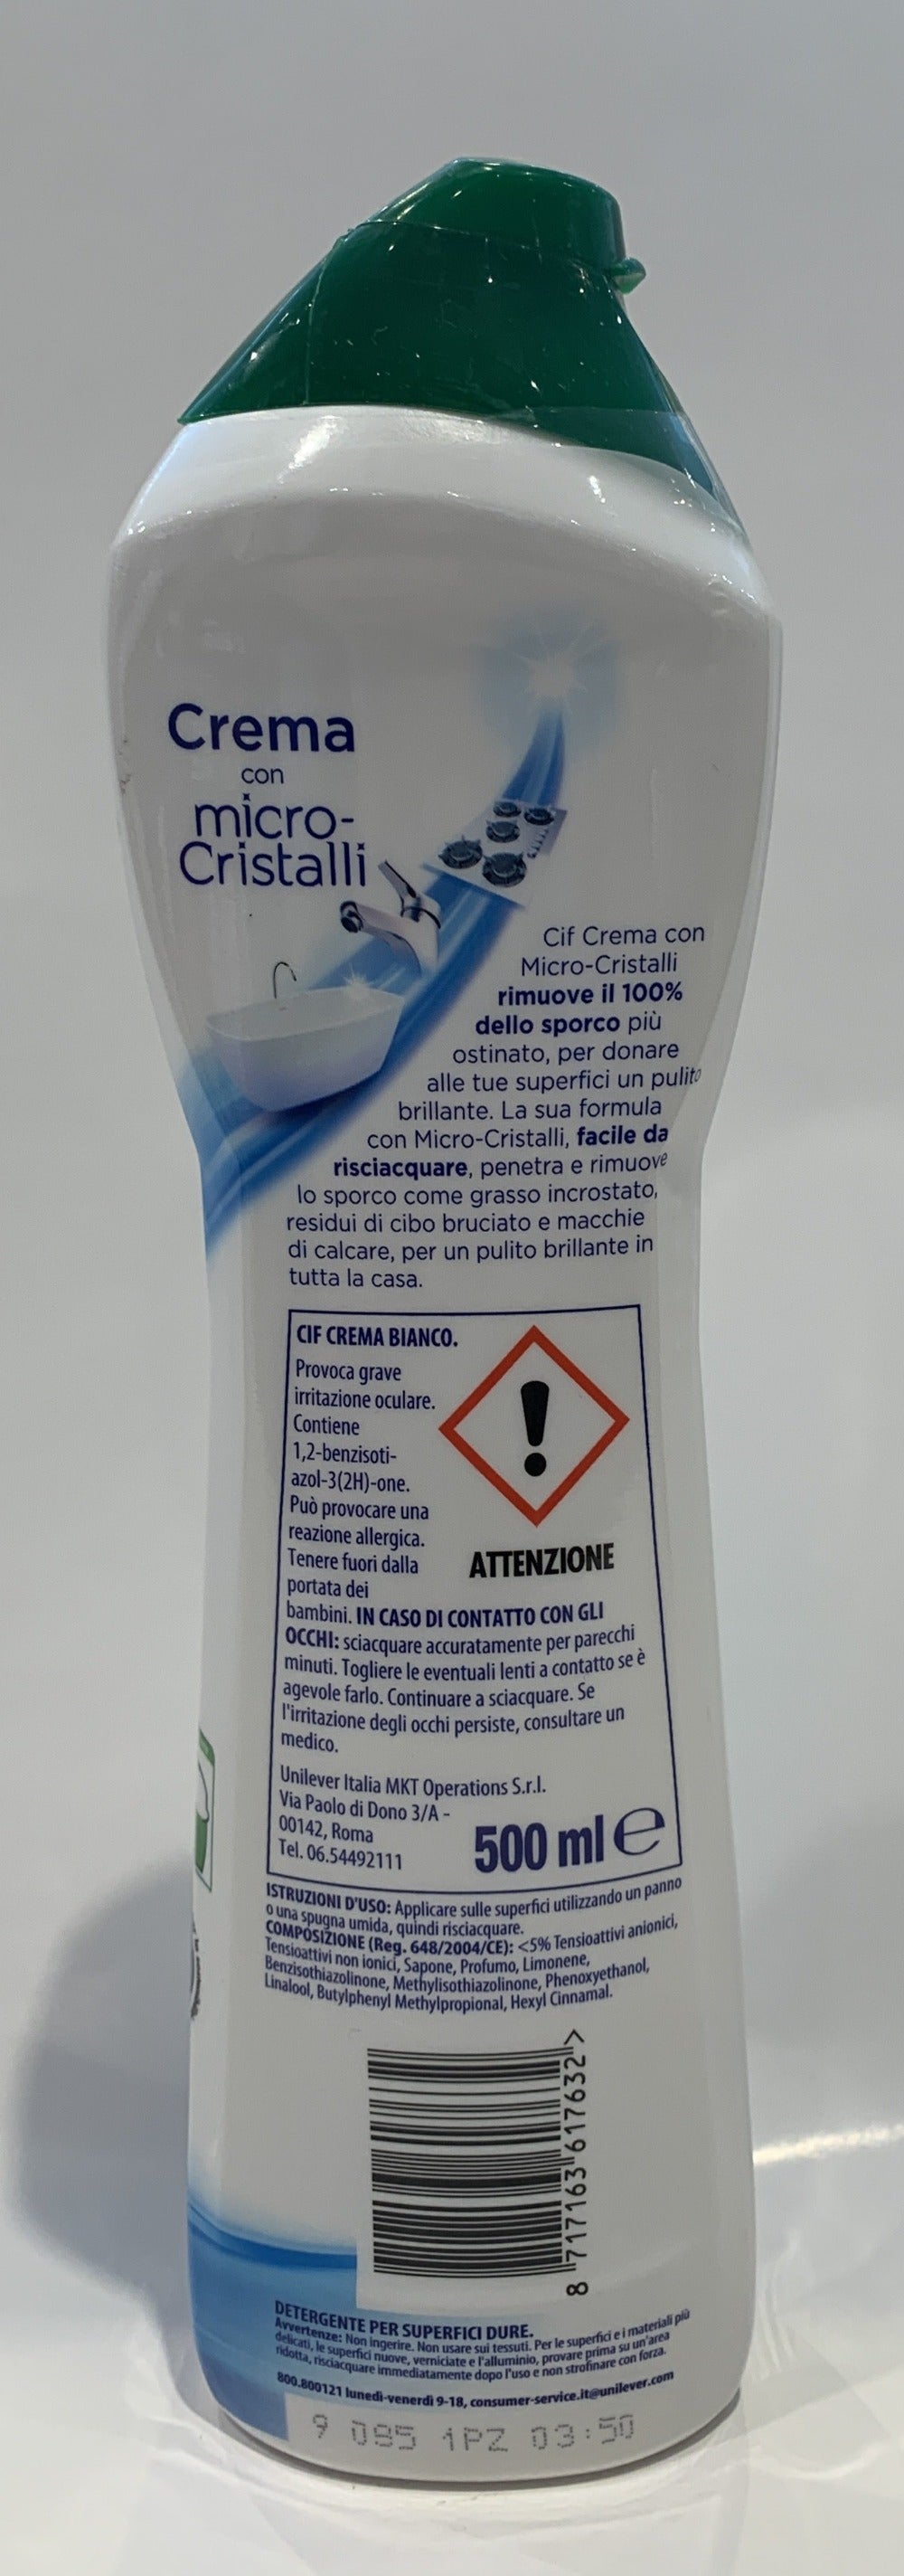 Crema
con
micro-
Cristalli
Cif Crema con
Micro-Cristalli
rimuove il 100%
dello sporco più
ostinato, per donare
alle tue superfici un pulito
brillante. La sua formula
con Micro-Cristalli, facile da
risciacquare, penetra e rimuove
lo sporco come grasso incrostato,
residui di cibo bruciato e macchie
di calcare, per un pulito brillante in
tutta la casa.
CIF CREMA BIANCO.
Provoca grave
irritazione oculare.
Contiene
1,2-benzisoti-
azol-3(2H)-one.
Può provocare una
reazione allergica.
Tenere fuori dalla
portata dei
bambini. IN CASO DI CONTATTO CON GLI
OCCHI: sciacquare accuratamente per parecchi
minuti. Togliere le eventuali lenti a contatto se è
agevole farlo. Continuare a sciacquare. Se
l'irritazione degli occhi persiste, consultare un
medico.
ATTENZIONE
Unilever Italia MKT Operations S.r.l.
Via Paolo di Dono 3/A -
00142, Roma
Tel. 06.54492111
500 ml e
ISTRUZIONI D'USO: Applicare sulle superfici utilizzando un panno
o una spugna umida, quindi risciacquare.
COMPOSIZIONE (Reg. 648/2004/CE): <5% Tensioattivi anionici,
Tensioattivi non ionici, Sapone, Profumo, Limonene,
Benzisothiazolinone, Methylisothiazolinone, Phenoxyethanol,
Linalool, Butylphenyl Methylpropional, Hexyl Cinnamal.
8 717163 617632 >
DETERGENTE PER SUPERFICI DURE.
Avvertenze: Non ingerire. Non usare sui tessuti. Per le superfici e i materiali più
delicati, le superfici nuove, verniciate e l'alluminio, provare prima su un'area
ridotta, risciacquare immediatamente dopo l'uso e non strofinare con forza.
800.800121 lunedì-venerdì 9-18, consumer-service.it@unilever.com
9 095 1PZ 03:50